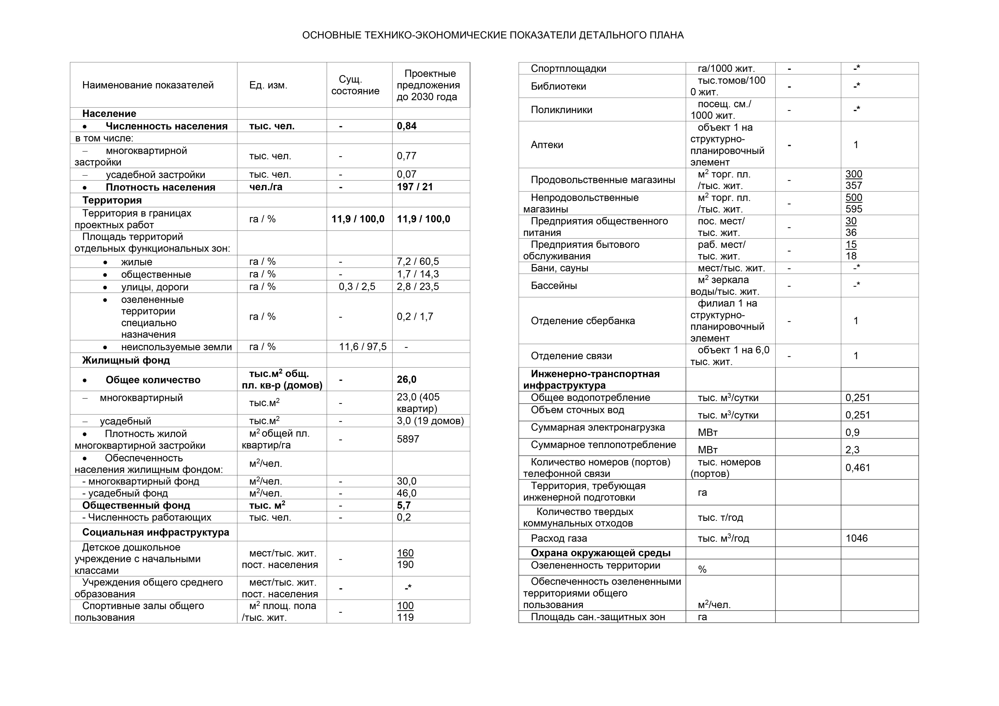 ОСНОВНЫЕ ТЕХНИКО-ЭКОНОМИЧЕСКИЕ ПОКАЗАТЕЛИ ДЕТАЛЬНОГО ПЛАНА
Наименование показателей Ед. изм. Сущ. состояние Проектные предложения до 2030 года
Население
• Численность населения тыс. чел. - 0,84
в том числе:
– многоквартирной застройки тыс. чел. - 0,77
– усадебной застройки тыс. чел. - 0,07
• Плотность населения чел./га - 197 / 21
Территория
Территория в границах проектных работ га / % 11,9 / 100,0 11,9 / 100,0
Площадь территорий отдельных функциональных зон:
• жилые га / % - 7,2 / 60,5
• общественные га / % - 1,7 / 14,3
• улицы, дороги га / % 0,3 / 2,5 2,8 / 23,5
• озелененные территории специально назначения га / % - 0,2 / 1,7
• неиспользуемые земли га / % 11,6 / 97,5 -
Жилищный фонд
• Общее количество тыс.м² общ. пл. кв-р (домов) - 26,0
– многоквартирный тыс.м² - 23,0 (405 квартир)
– усадебный тыс.м² - 3,0 (19 домов)
• Плотность жилой многоквартирной застройки м² общей пл. квартир/га - 5897
• Обеспеченность населения жилищным фондом: м²/чел.
- многоквартирный фонд м²/чел. - 30,0
- усадебный фонд м²/чел. - 46,0
Общественный фонд тыс. м² - 5,7
- Численность работающих тыс. чел. - 0,2
Социальная инфраструктура
Детское дошкольное учреждение с начальными классами мест/тыс. жит. пост. населения - 160 190
Учреждения общего среднего образования мест/тыс. жит. пост. населения - -*
Спортивные залы общего пользования м² площ. пола /тыс. жит. - 100 119
Спортплощадки га/1000 жит. - -*
Библиотеки тыс.томов/1000 жит. - -*
Поликлиники посещ. см./ 1000 жит. - -*
Аптеки объект 1 на структурно-планировочный элемент - 1
Продовольственные магазины м² торг. пл. /тыс. жит. - 300 357
Непродовольственные магазины м² торг. пл. /тыс. жит. - 500 595
Предприятия общественного питания пос. мест/ тыс. жит. - 30 36
Предприятия бытового обслуживания раб. мест/ тыс. жит. - 15 18
Бани, сауны мест/тыс. жит. - -*
Бассейны м² зеркала воды/тыс. жит. - -*
Отделение сбербанка филиал 1 на структурно-планировочный элемент - 1
Отделение связи объект 1 на 6,0 тыс. жит. - 1
Инженерно-транспортная инфраструктура
Общее водопотребление тыс. м³/сутки 0,251
Объем сточных вод тыс. м³/сутки 0,251
Суммарная электронагрузка МВт 0,9
Суммарное теплопотребление МВт 2,3
Количество номеров (портов) телефонной связи тыс. номеров (портов) 0,461
Территория, требующая инженерной подготовки га
Количество твердых коммунальных отходов тыс. т/год
Расход газа тыс. м³/год 1046
Охрана окружающей среды
Озелененность территории %
Обеспеченность озелененными территориями общего пользования м²/чел.
Площадь сан.-защитных зон га